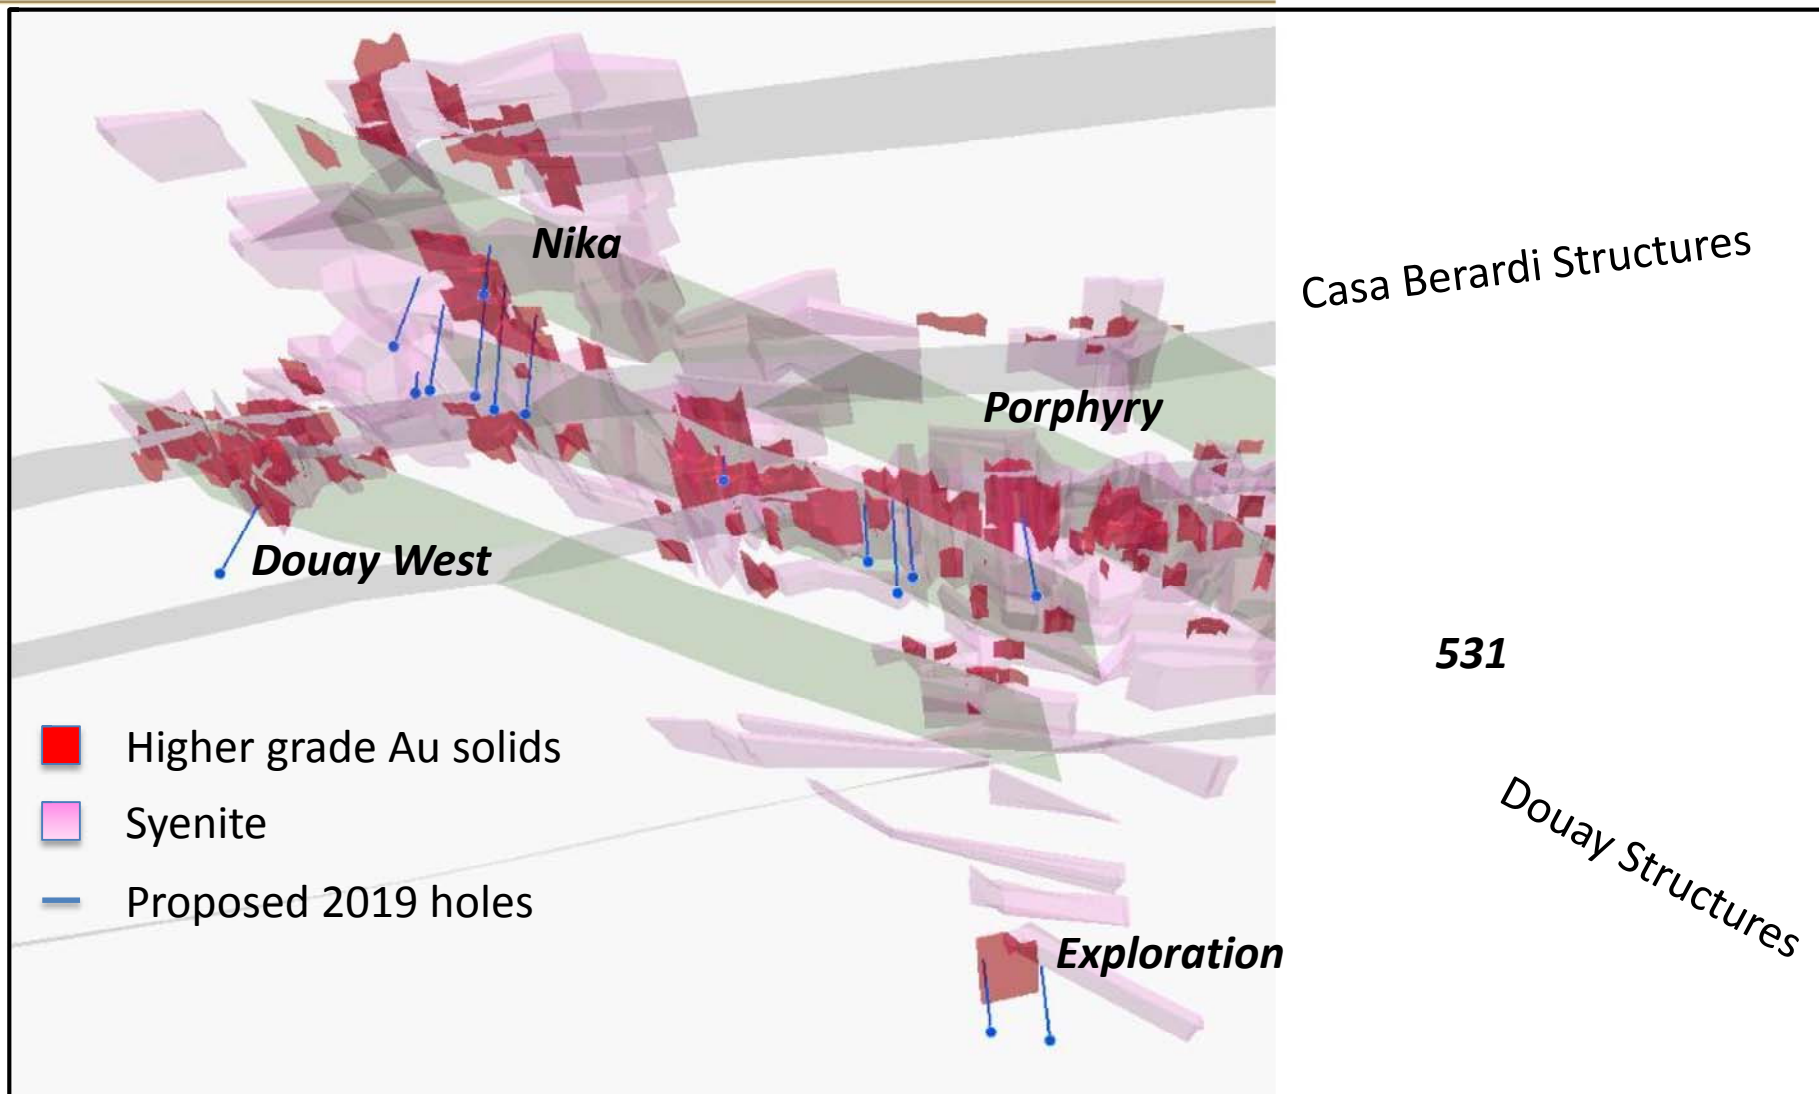 Nika
Casa Berardi Structures
Porphyry
Douay West
531
Higher grade Au solids
Syenite
Proposed 2019 holes
Douay Structures
Exploration